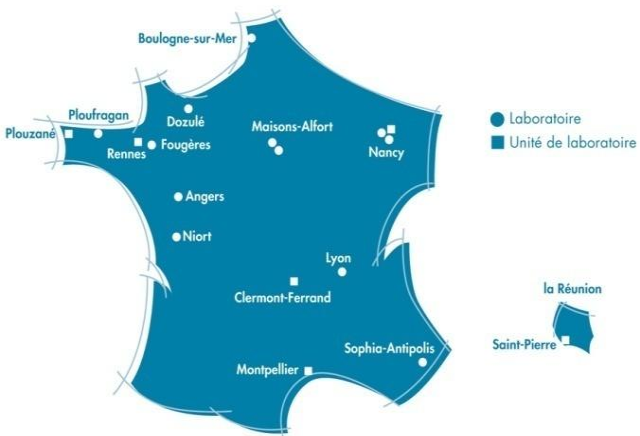 Boulogne-sur-Mer
Ploufragan
Dozulé
Maisons-Alfort
Laboratoire
Plouzané
Rennes
Fougères
Nancy
Unité de laboratoire
Angers
Niort
Lyon
Clermont-Ferrand
la Réunion
Sophia-Antipolis
Saint-Pierre
Montpellier